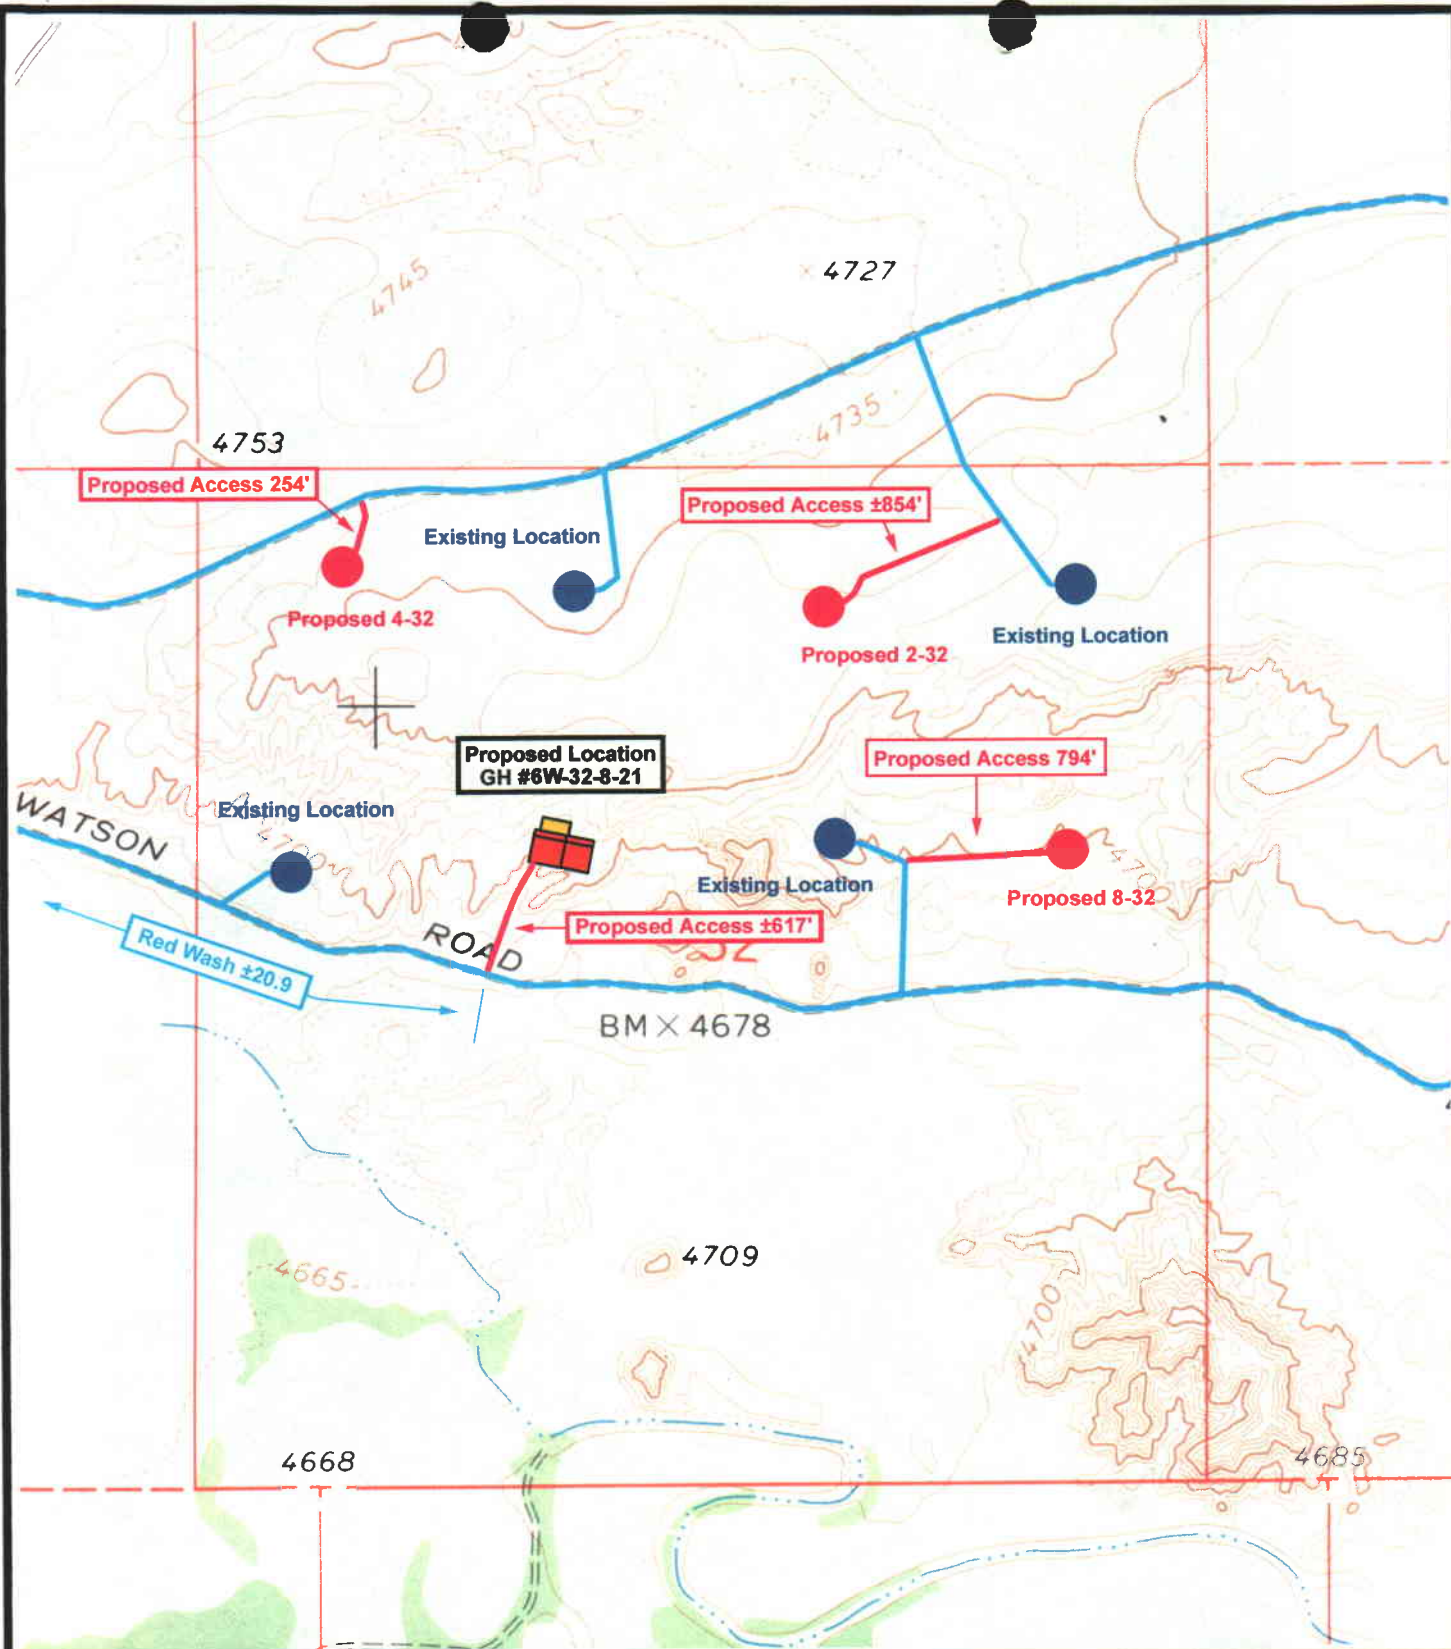 4727
4745
4735
4753
Proposed Access 254'
Proposed Access ±854'
Existing Location
Proposed 4-32
Existing Location
Proposed 2-32
Proposed Location
GH #6W-32-8-21
Proposed Access 794'
WATSON
Existing Location
4700
Existing Location
Proposed 8-32
Proposed Access ±617'
ROAD
32
Red Wash ±20.9
BM × 4678
4709
4665
4700
4668
4685